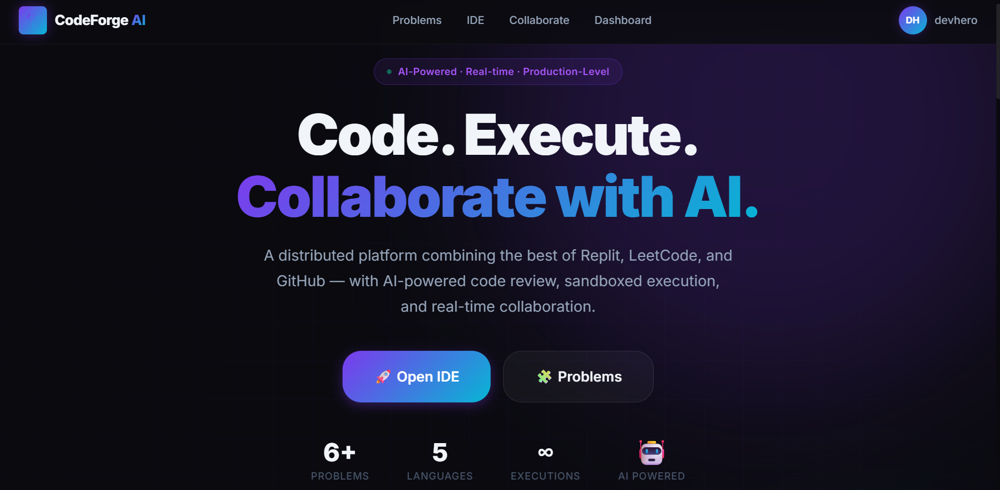 CodeForge AI
Problems
IDE
Collaborate
Dashboard
DH
devhero
AI-Powered · Real-time · Production-Level
Code. Execute.
Collaborate with AI.
A distributed platform combining the best of Replit, LeetCode, and
GitHub — with AI-powered code review, sandboxed execution,
and real-time collaboration.
🚀 Open IDE
🧩 Problems
6+
PROBLEMS
5
LANGUAGES
∞
EXECUTIONS
🤖
AI POWERED